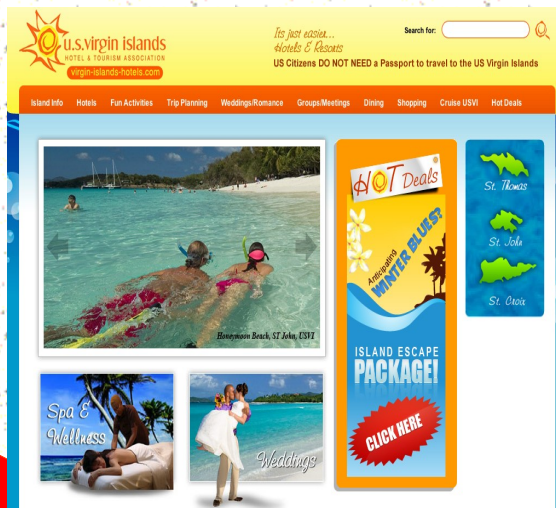 u.s.virgin islands
HOTEL & TOURISM ASSOCIATION
virgin-islands-hotels.com
Its just easier...
Hotels & Resorts
Search for:
US Citizens DO NOT NEED a Passport to travel to the US Virgin Islands
Island Info Hotels Fun Activities Trip Planning Weddings/Romance Groups/Meetings Dining Shopping Cruise USVI Hot Deals
Honeymoon Beach, ST John, USVI
Spa &
Wellness
Weddings
HOT Deals
Anticipating
WINTER BLUES?
ISLAND ESCAPE
PACKAGE!
CLICK HERE
St. Thomas
St. John
St. Croix